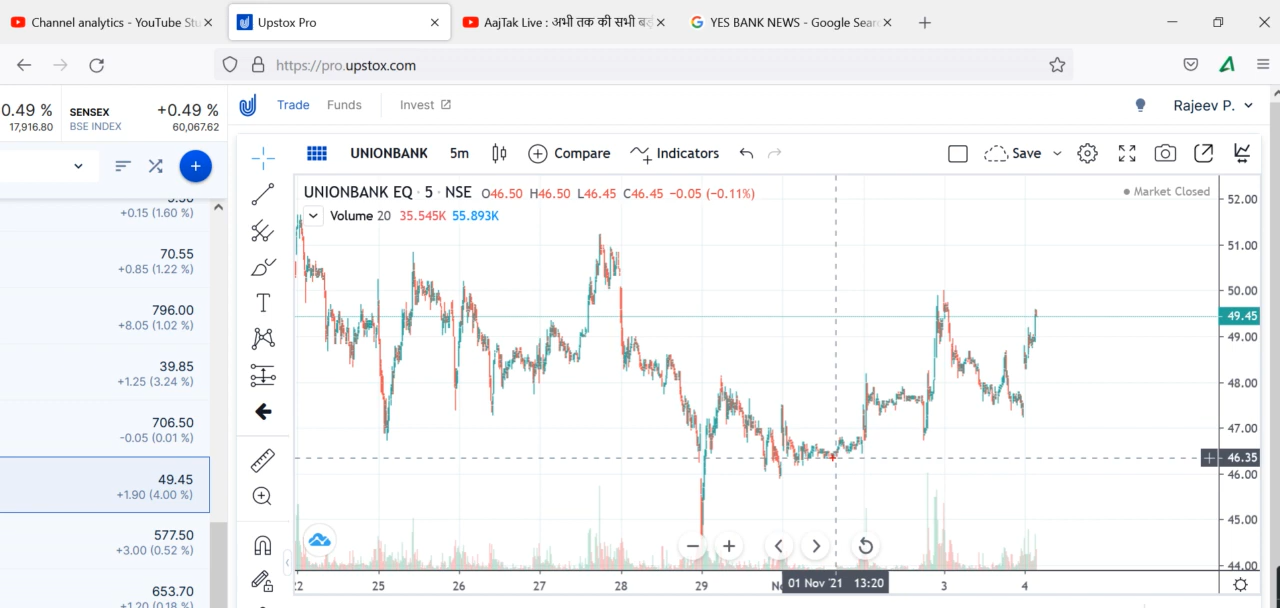 Channel analytics - YouTube Stu
Upstox Pro
AajTak Live : अभी तक की सभी बड़ी
YES BANK NEWS - Google Sear
https://pro.upstox.com
0.49 %
17,916.80
SENSEX +0.49 %
BSE INDEX 60,067.62
Trade
Funds
Invest
Rajeev P.
UNIONBANK
5m
Compare
Indicators
Save
+0.15 (1.60 %)
70.55
+0.85 (1.22 %)
796.00
+8.05 (1.02 %)
39.85
+1.25 (3.24 %)
706.50
-0.05 (0.01 %)
49.45
+1.90 (4.00 %)
577.50
+3.00 (0.52 %)
653.70
+1.20 (0.18 %)
UNIONBANK EQ · 5 · NSE O46.50 H46.50 L46.45 C46.45 -0.05 (-0.11%)
Market Closed
Volume 20 35.545K 55.893K
52.00
51.00
50.00
49.45
49.00
48.00
47.00
46.35
46.00
45.00
44.00
25 26 27 28 29 01 Nov '21 13:20 3 4